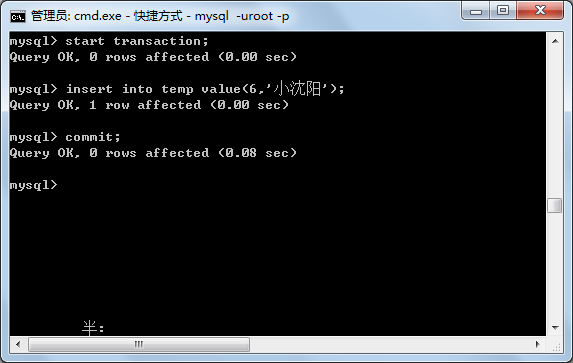 管理员: cmd.exe - 快捷方式 - mysql  -uroot -p
mysql> start transaction;
Query OK, 0 rows affected (0.00 sec)
mysql> insert into temp value(6,'小沈阳');
Query OK, 1 row affected (0.00 sec)
mysql> commit;
Query OK, 0 rows affected (0.08 sec)
mysql>
半: